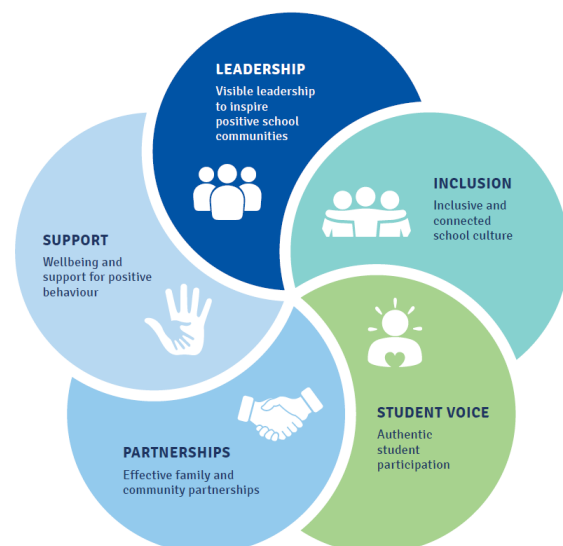 LEADERSHIP
Visible leadership
to inspire
positive school
communities
INCLUSION
Inclusive and
connected
school culture
STUDENT VOICE
Authentic
student
participation
PARTNERSHIPS
Effective family and
community partnerships
SUPPORT
Wellbeing and
support for positive
behaviour